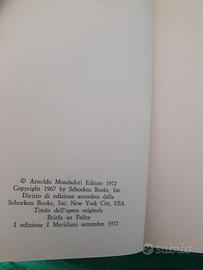 © Arnoldo Mondadori Editore 1972
Copyright 1967 by Schocken Books, Inc.
Diritto di edizione accordato dalla
Schocken Books, Inc. New York City, USA
Titolo dell'opera originale
Briefe an Felice
I edizione I Meridiani settembre 1972
subito